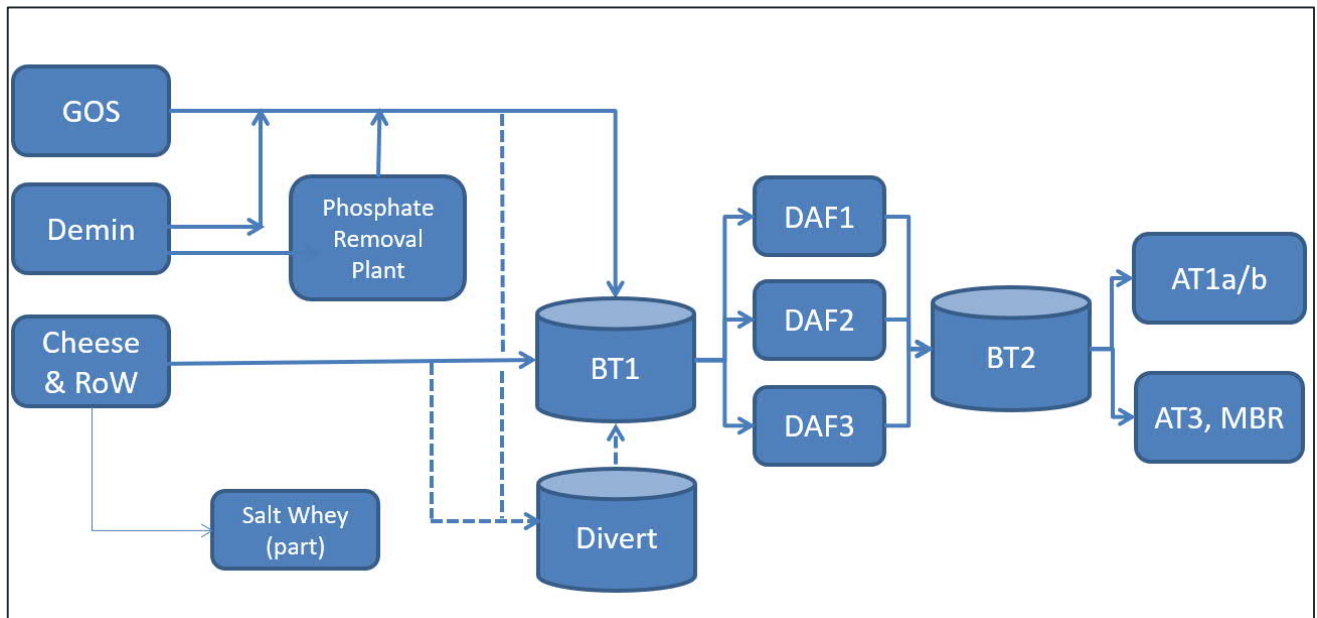 GOS
Demin
Phosphate
Removal
Plant
Cheese
& RoW
Salt Whey
(part)
BT1
Divert
DAF1
DAF2
DAF3
BT2
AT1a/b
AT3, MBR